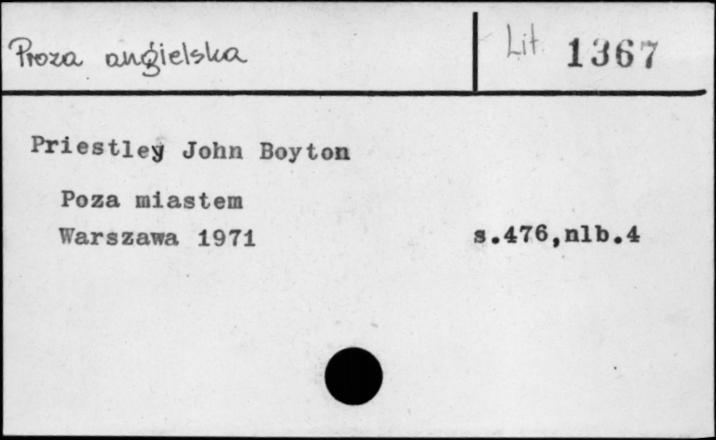 Proza angielska
Lit. 1367
Priestley John Boyton
Poza miastem
Warszawa 1971
s.476,nlb.4